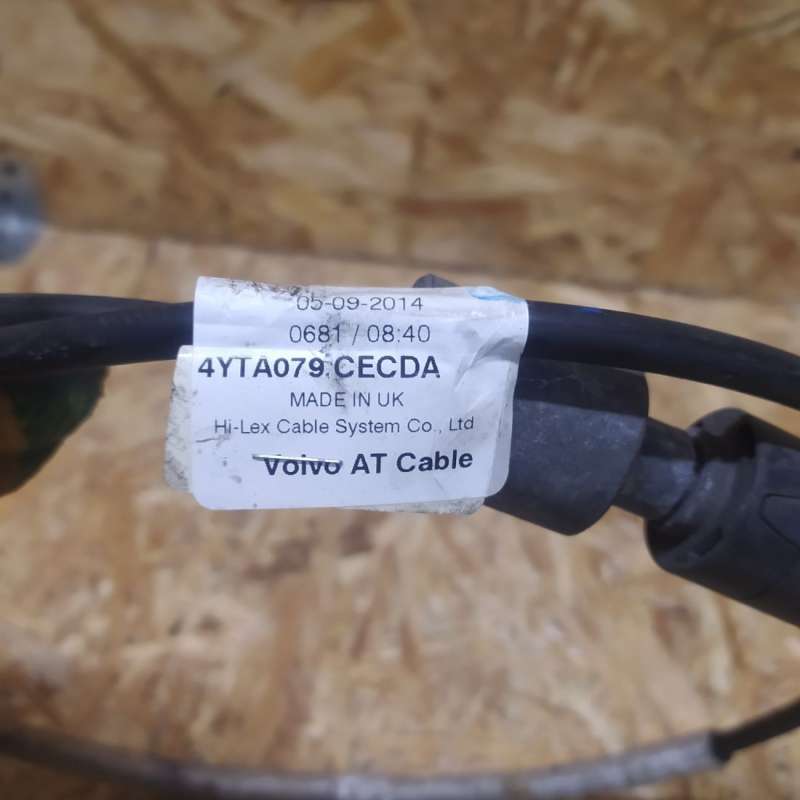 05-09-2014
0681 / 08:40
4YTA079.CECDA
MADE IN UK
Hi-Lex Cable System Co., Ltd
Volvo AT Cable